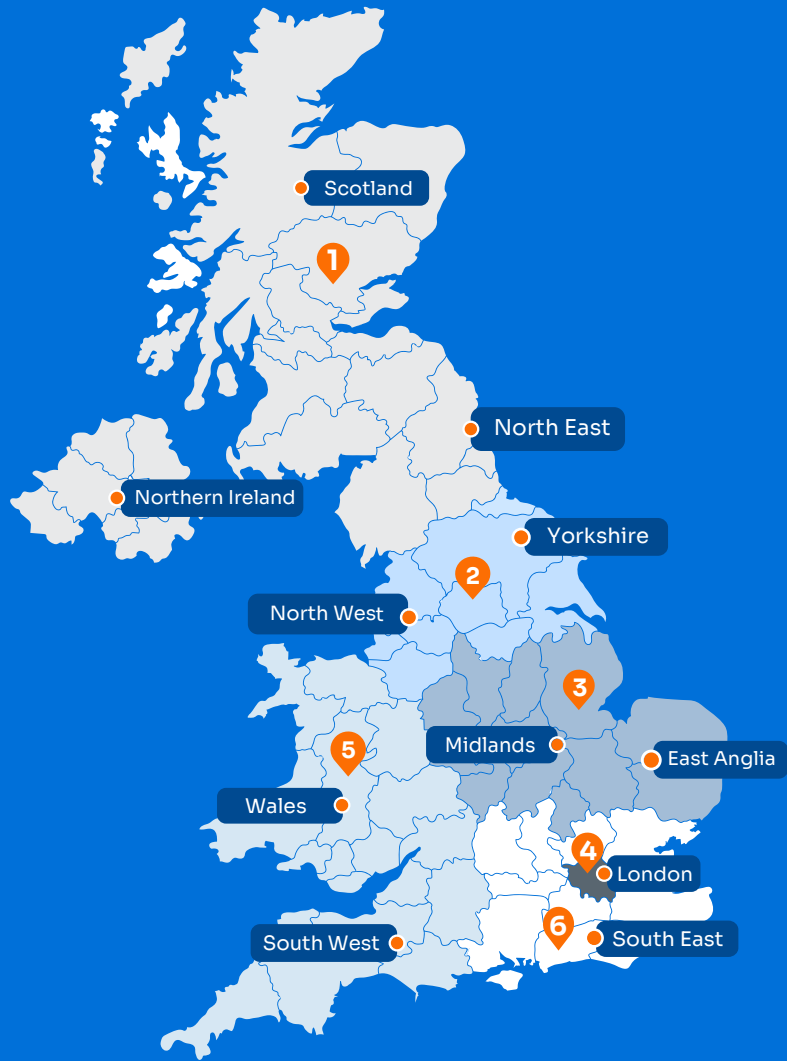 Scotland
1
North East
Northern Ireland
Yorkshire
2
North West
3
Midlands
5
East Anglia
Wales
4
London
6
South West
South East